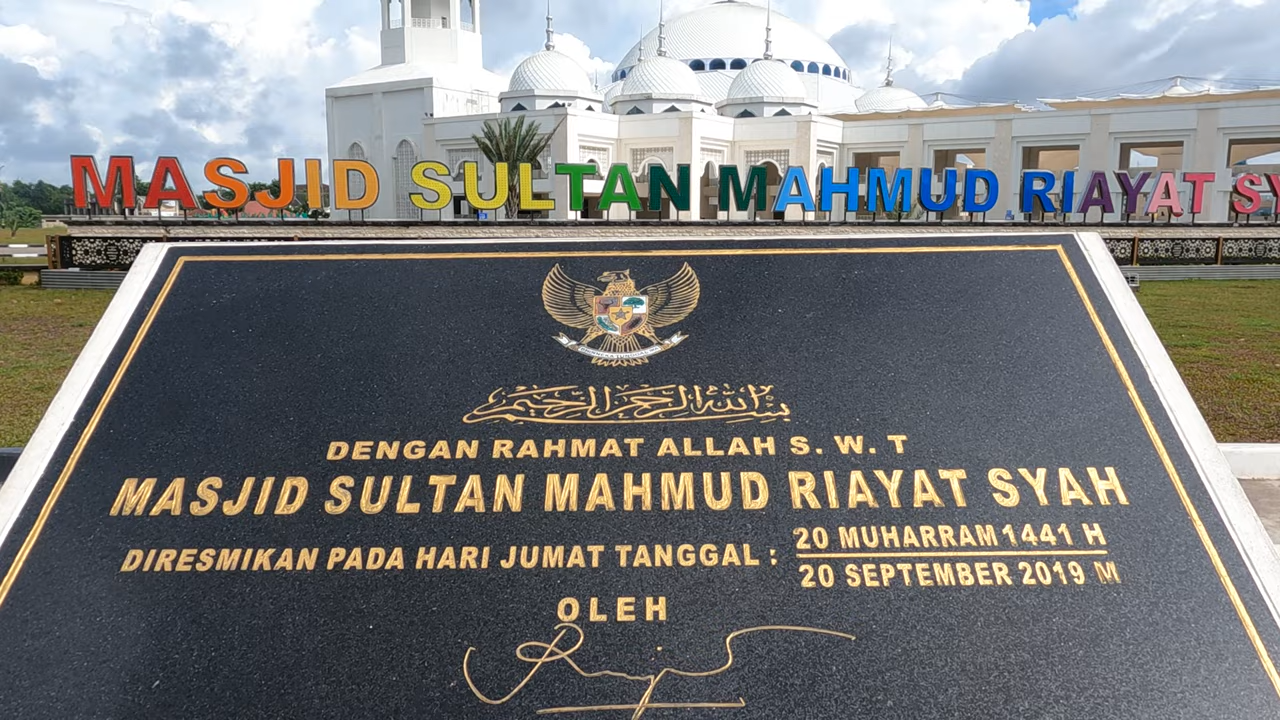 MASJID SULTAN MAHMUD RIAYAT SY
بسم الله الرحمن الرحيم
DENGAN RAHMAT ALLAH S. W. T
MASJID SULTAN MAHMUD RIAYAT SYAH
DIRESMIKAN PADA HARI JUMAT TANGGAL :
20 MUHARRAM 1441 H
20 SEPTEMBER 2019 M
OLEH